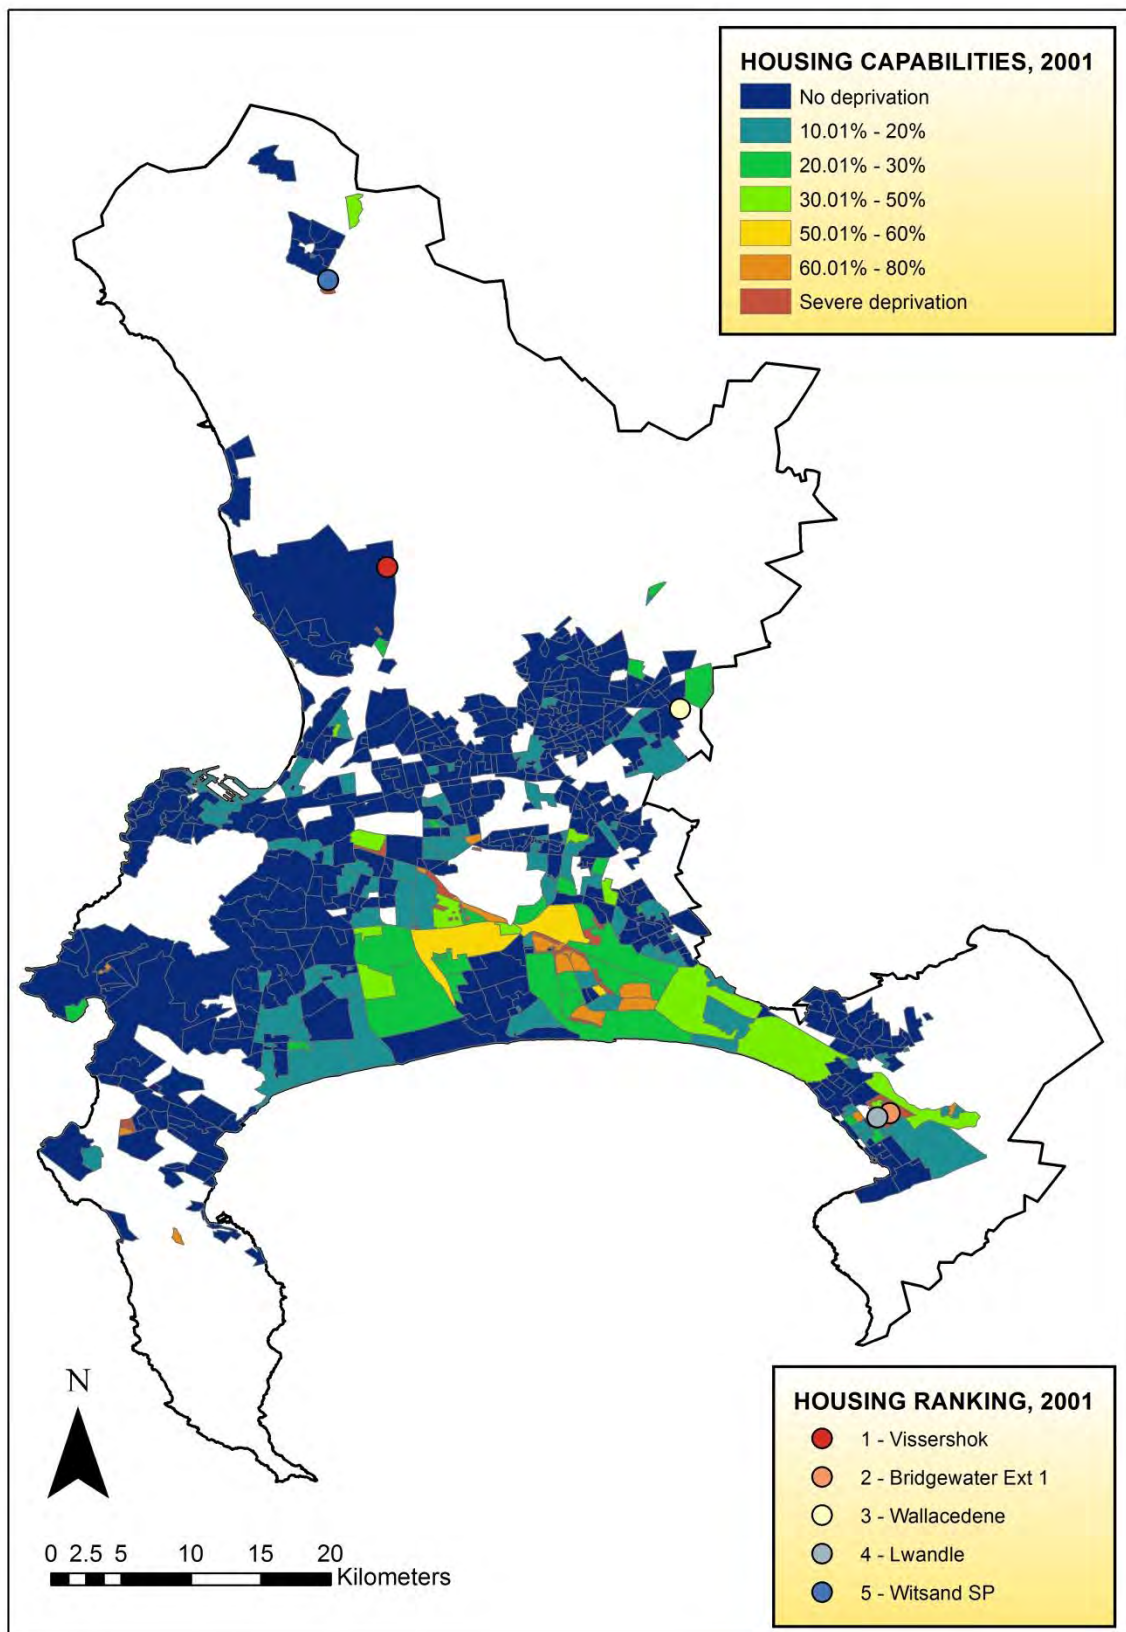 HOUSING CAPABILITIES, 2001
No deprivation
10.01% - 20%
20.01% - 30%
30.01% - 50%
50.01% - 60%
60.01% - 80%
Severe deprivation
N
0 2.5 5 10 15 20
Kilometers
HOUSING RANKING, 2001
1 - Vissershok
2 - Bridgewater Ext 1
3 - Wallacedene
4 - Lwandle
5 - Witsand SP